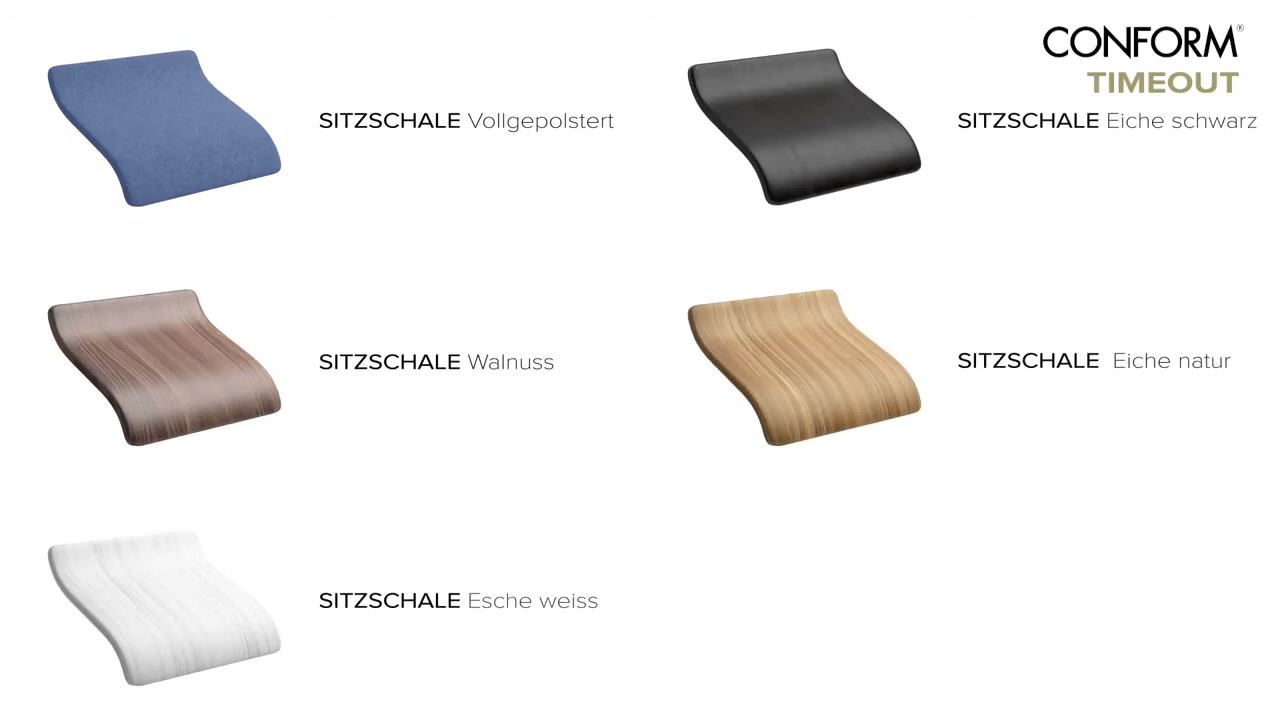 CONFORM®
TIMEOUT
SITZSCHALE Vollgepolstert
SITZSCHALE Eiche schwarz
SITZSCHALE Walnuss
SITZSCHALE Eiche natur
SITZSCHALE Esche weiss